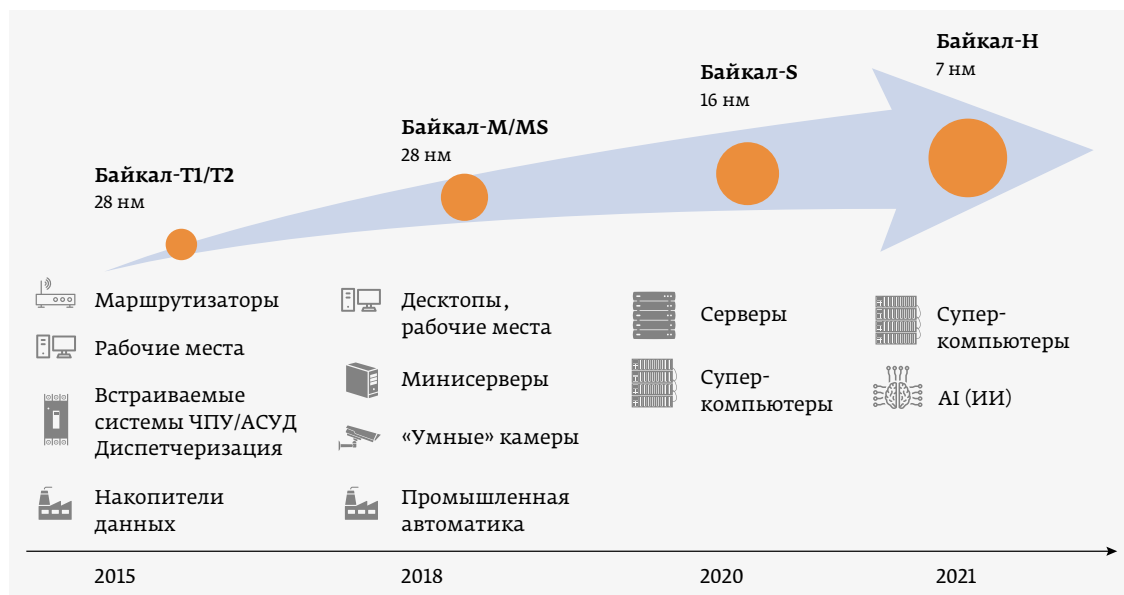 Байкал-T1/T2
28 нм
Байкал-M/MS
28 нм
Байкал-S
16 нм
Байкал-H
7 нм
Маршрутизаторы
Рабочие места
Встраиваемые
системы ЧПУ/АСУД
Диспетчеризация
Накопители
данных
Десктопы,
рабочие места
Минисерверы
«Умные» камеры
Промышленная
автоматика
Серверы
Супер-
компьютеры
Супер-
компьютеры
AI (ИИ)
2015
2018
2020
2021